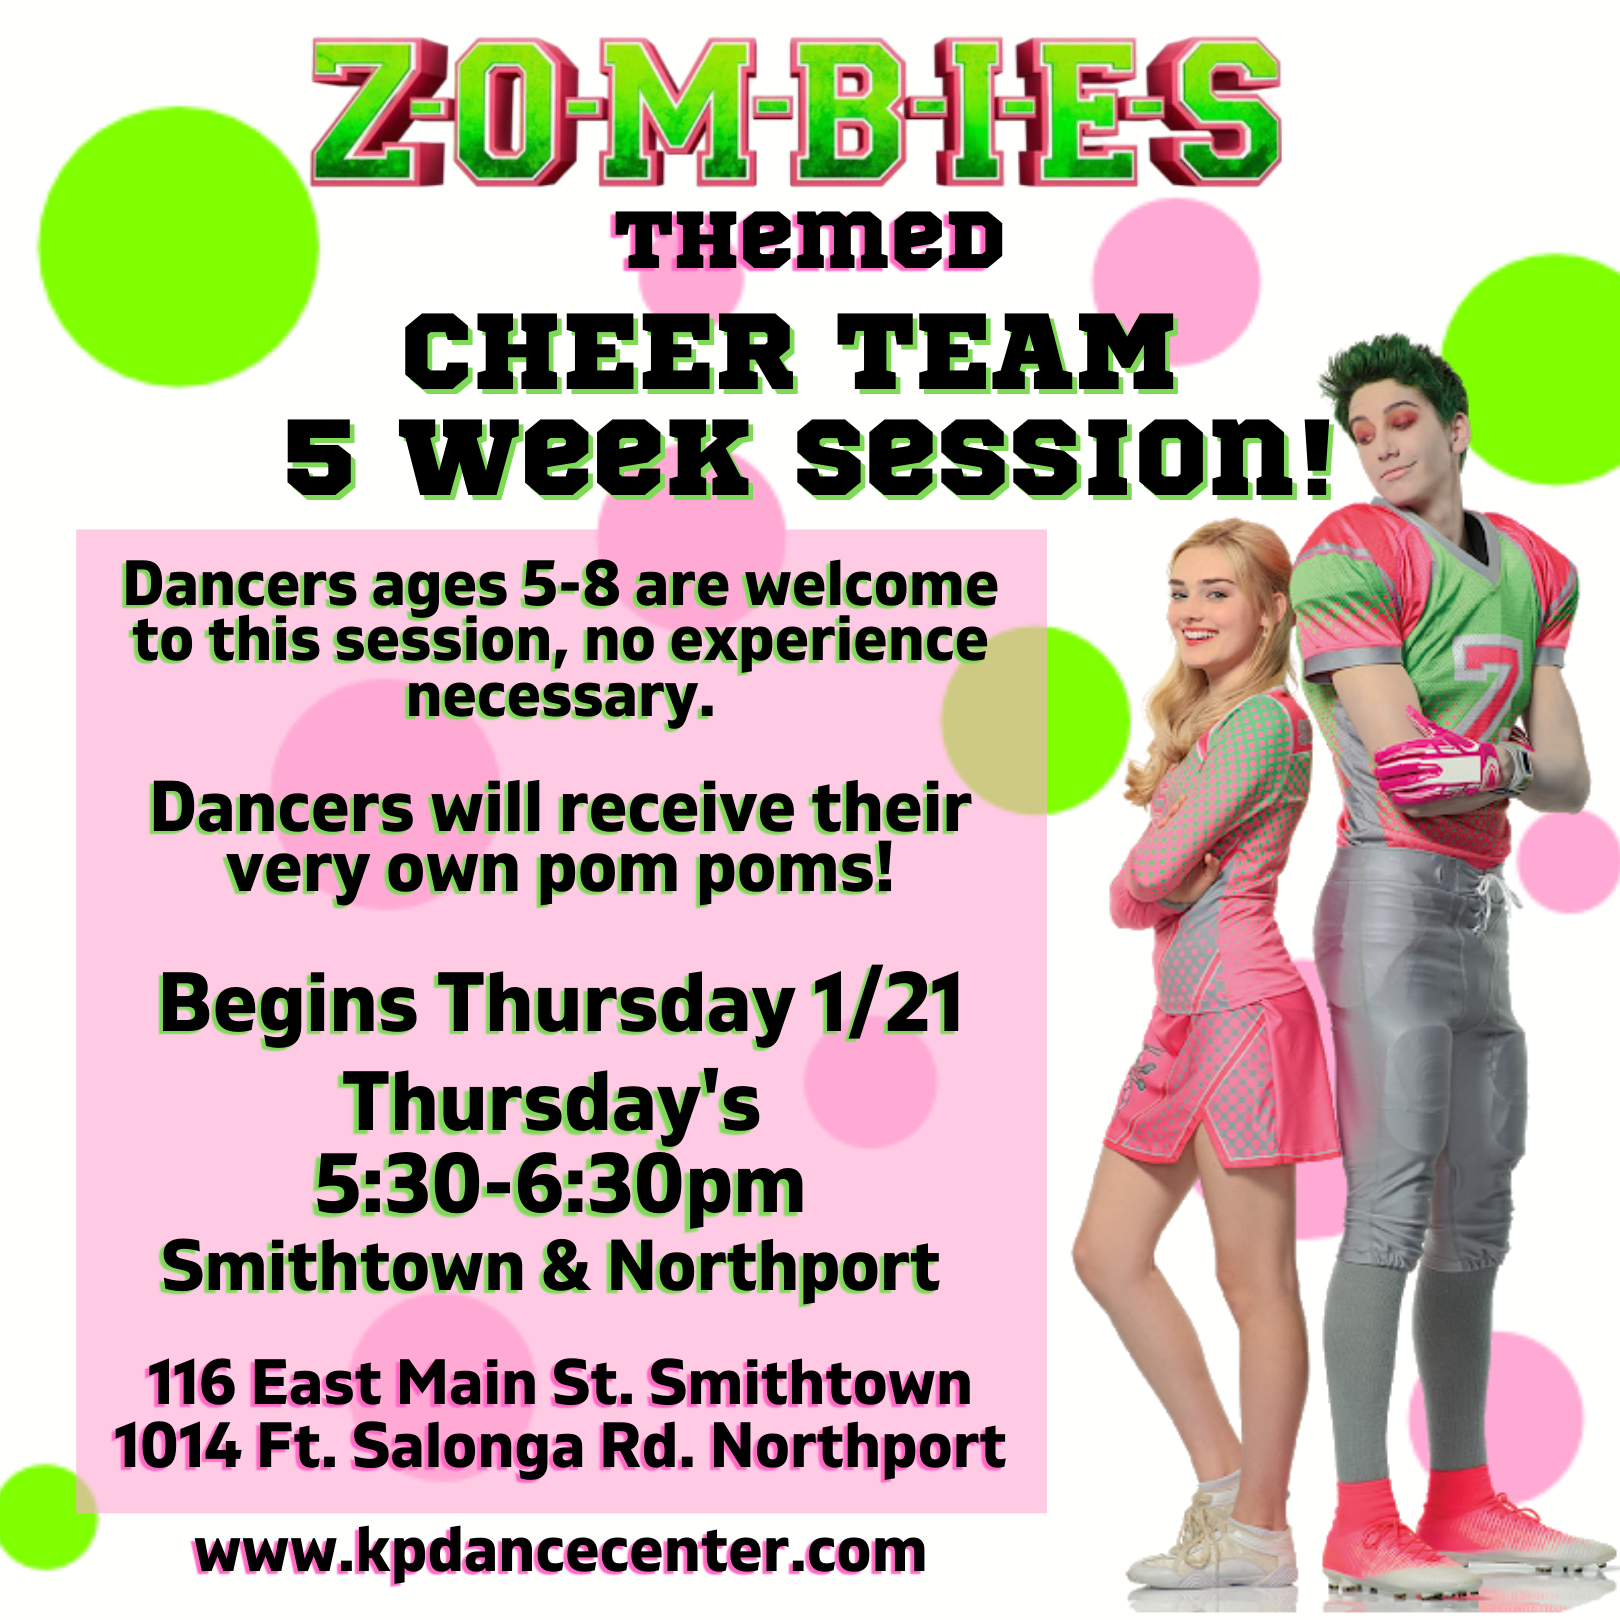 Z-O-M-B-I-E-S
THemeD
CHEER TEAM
5 week session!
Dancers ages 5-8 are welcome
to this session, no experience
necessary.
Dancers will receive their
very own pom poms!
Begins Thursday 1/21
Thursday's
5:30-6:30pm
Smithtown & Northport
116 East Main St. Smithtown
1014 Ft. Salonga Rd. Northport
www.kpdancecenter.com
7